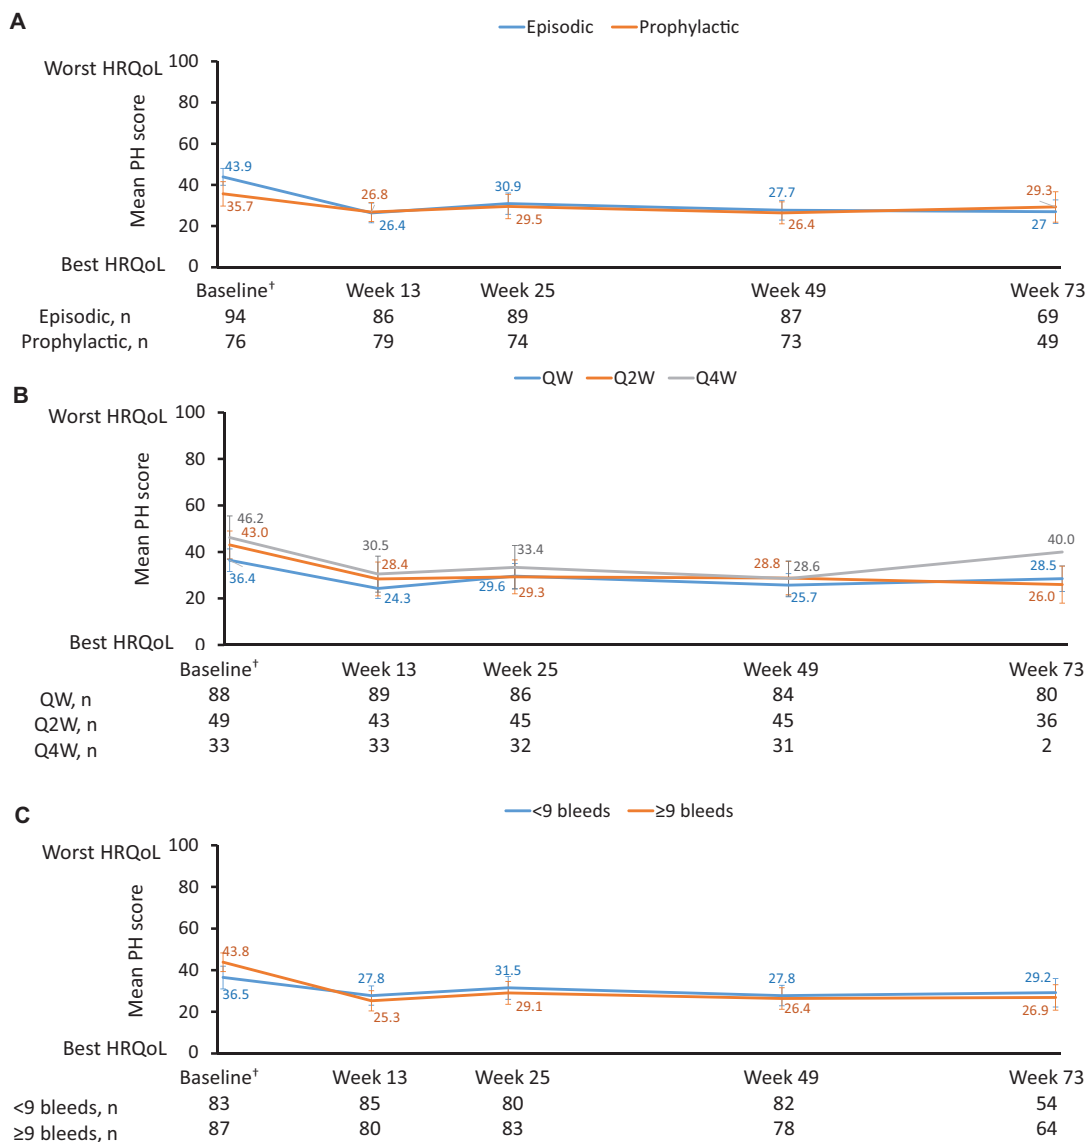 A
Episodic Prophylactic
Worst HRQoL 100
80
60
40
20
Best HRQoL 0
Mean PH score
43.9 26.8 30.9 27.7 29.3
35.7 26.4 29.5 26.4 27
Baseline† Week 13 Week 25 Week 49 Week 73
Episodic, n 94 86 89 87 69
Prophylactic, n 76 79 74 73 49
B
QW Q2W Q4W
Worst HRQoL 100
80
60
40
20
Best HRQoL 0
Mean PH score
46.2 30.5 33.4 28.6 40.0
43.0 28.4 29.3 28.8 26.0
36.4 24.3 29.6 25.7 28.5
Baseline† Week 13 Week 25 Week 49 Week 73
QW, n 88 89 86 84 80
Q2W, n 49 43 45 45 36
Q4W, n 33 33 32 31 2
C
<9 bleeds ≥9 bleeds
Worst HRQoL 100
80
60
40
20
Best HRQoL 0
Mean PH score
43.8 27.8 31.5 27.8 29.2
36.5 25.3 29.1 26.4 26.9
Baseline† Week 13 Week 25 Week 49 Week 73
<9 bleeds, n 83 85 80 82 54
≥9 bleeds, n 87 80 83 78 64